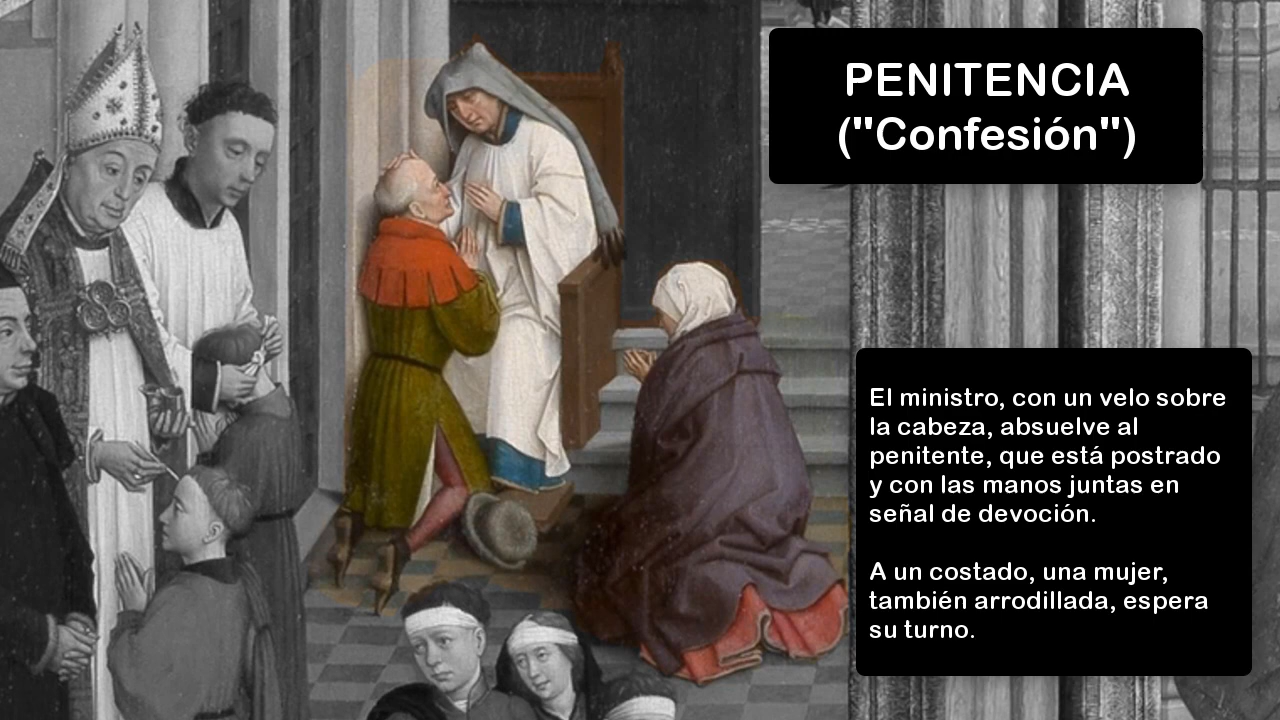 PENITENCIA
("Confesión")
El ministro, con un velo sobre
la cabeza, absuelve al
penitente, que está postrado
y con las manos juntas en
señal de devoción.
A un costado, una mujer,
también arrodillada, espera
su turno.